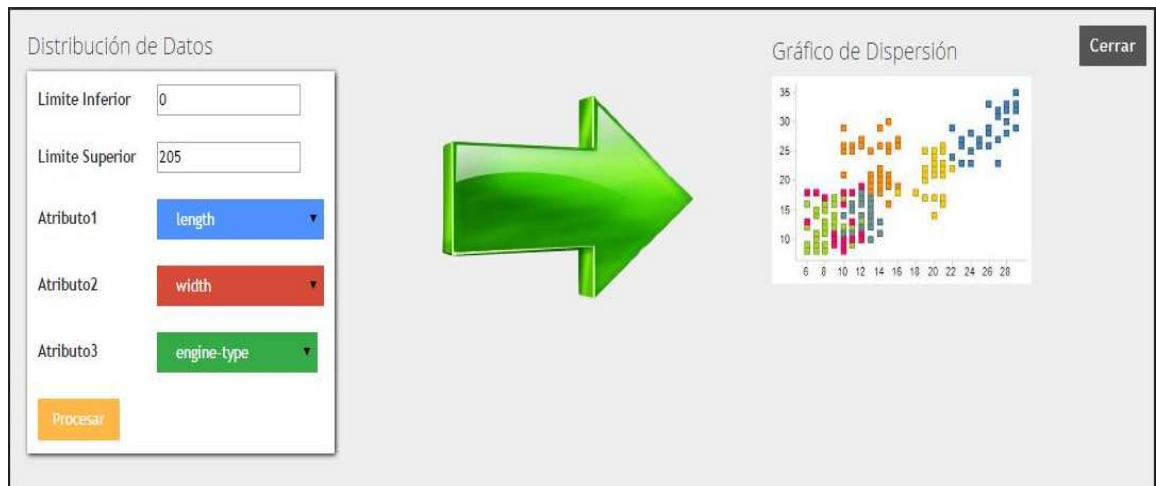 Distribución de Datos
Limite Inferior 0
Limite Superior 205
Atributo1 length
Atributo2 width
Atributo3 engine-type
Procesar
Gráfico de Dispersión
Cerrar
35
30
25
20
15
10
6 8 10 12 14 16 18 20 22 24 26 28